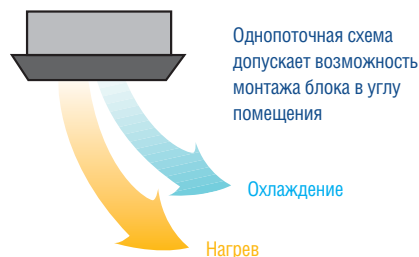 Однопоточная схема
допускает возможность
монтажа блока в углу
помещения
Охлаждение
Нагрев